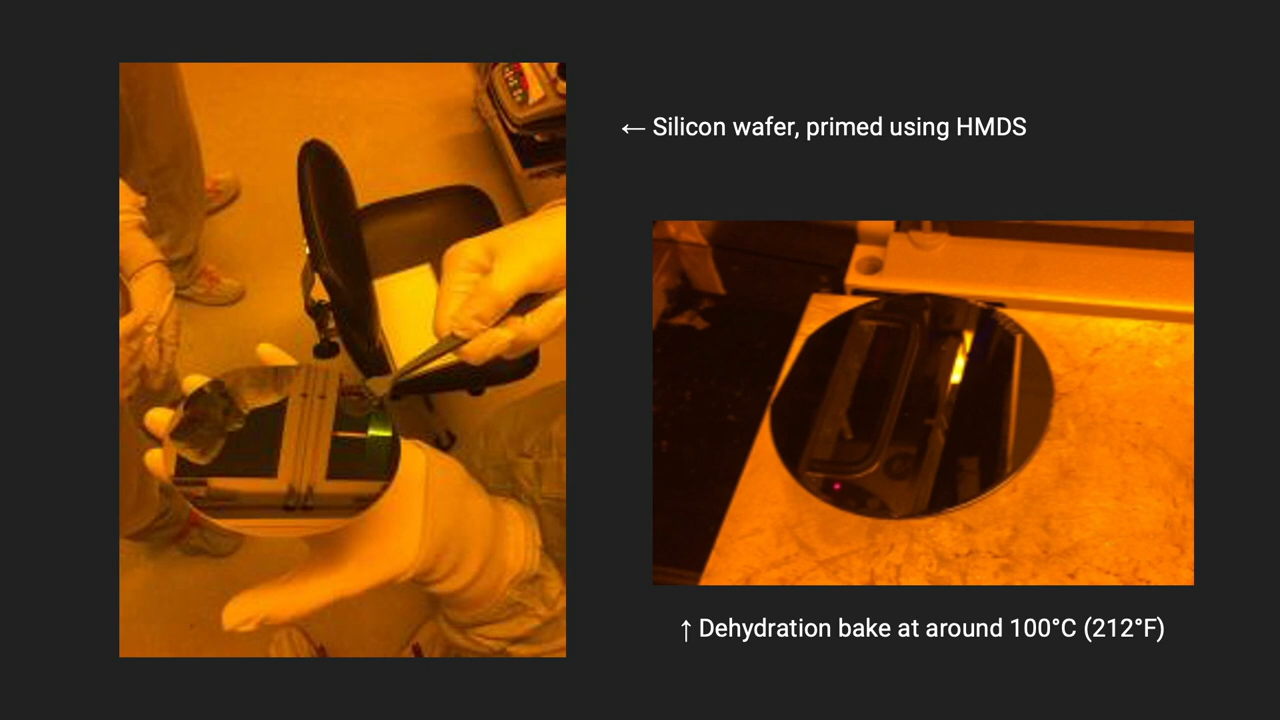 ← Silicon wafer, primed using HMDS
↑ Dehydration bake at around 100°C (212°F)